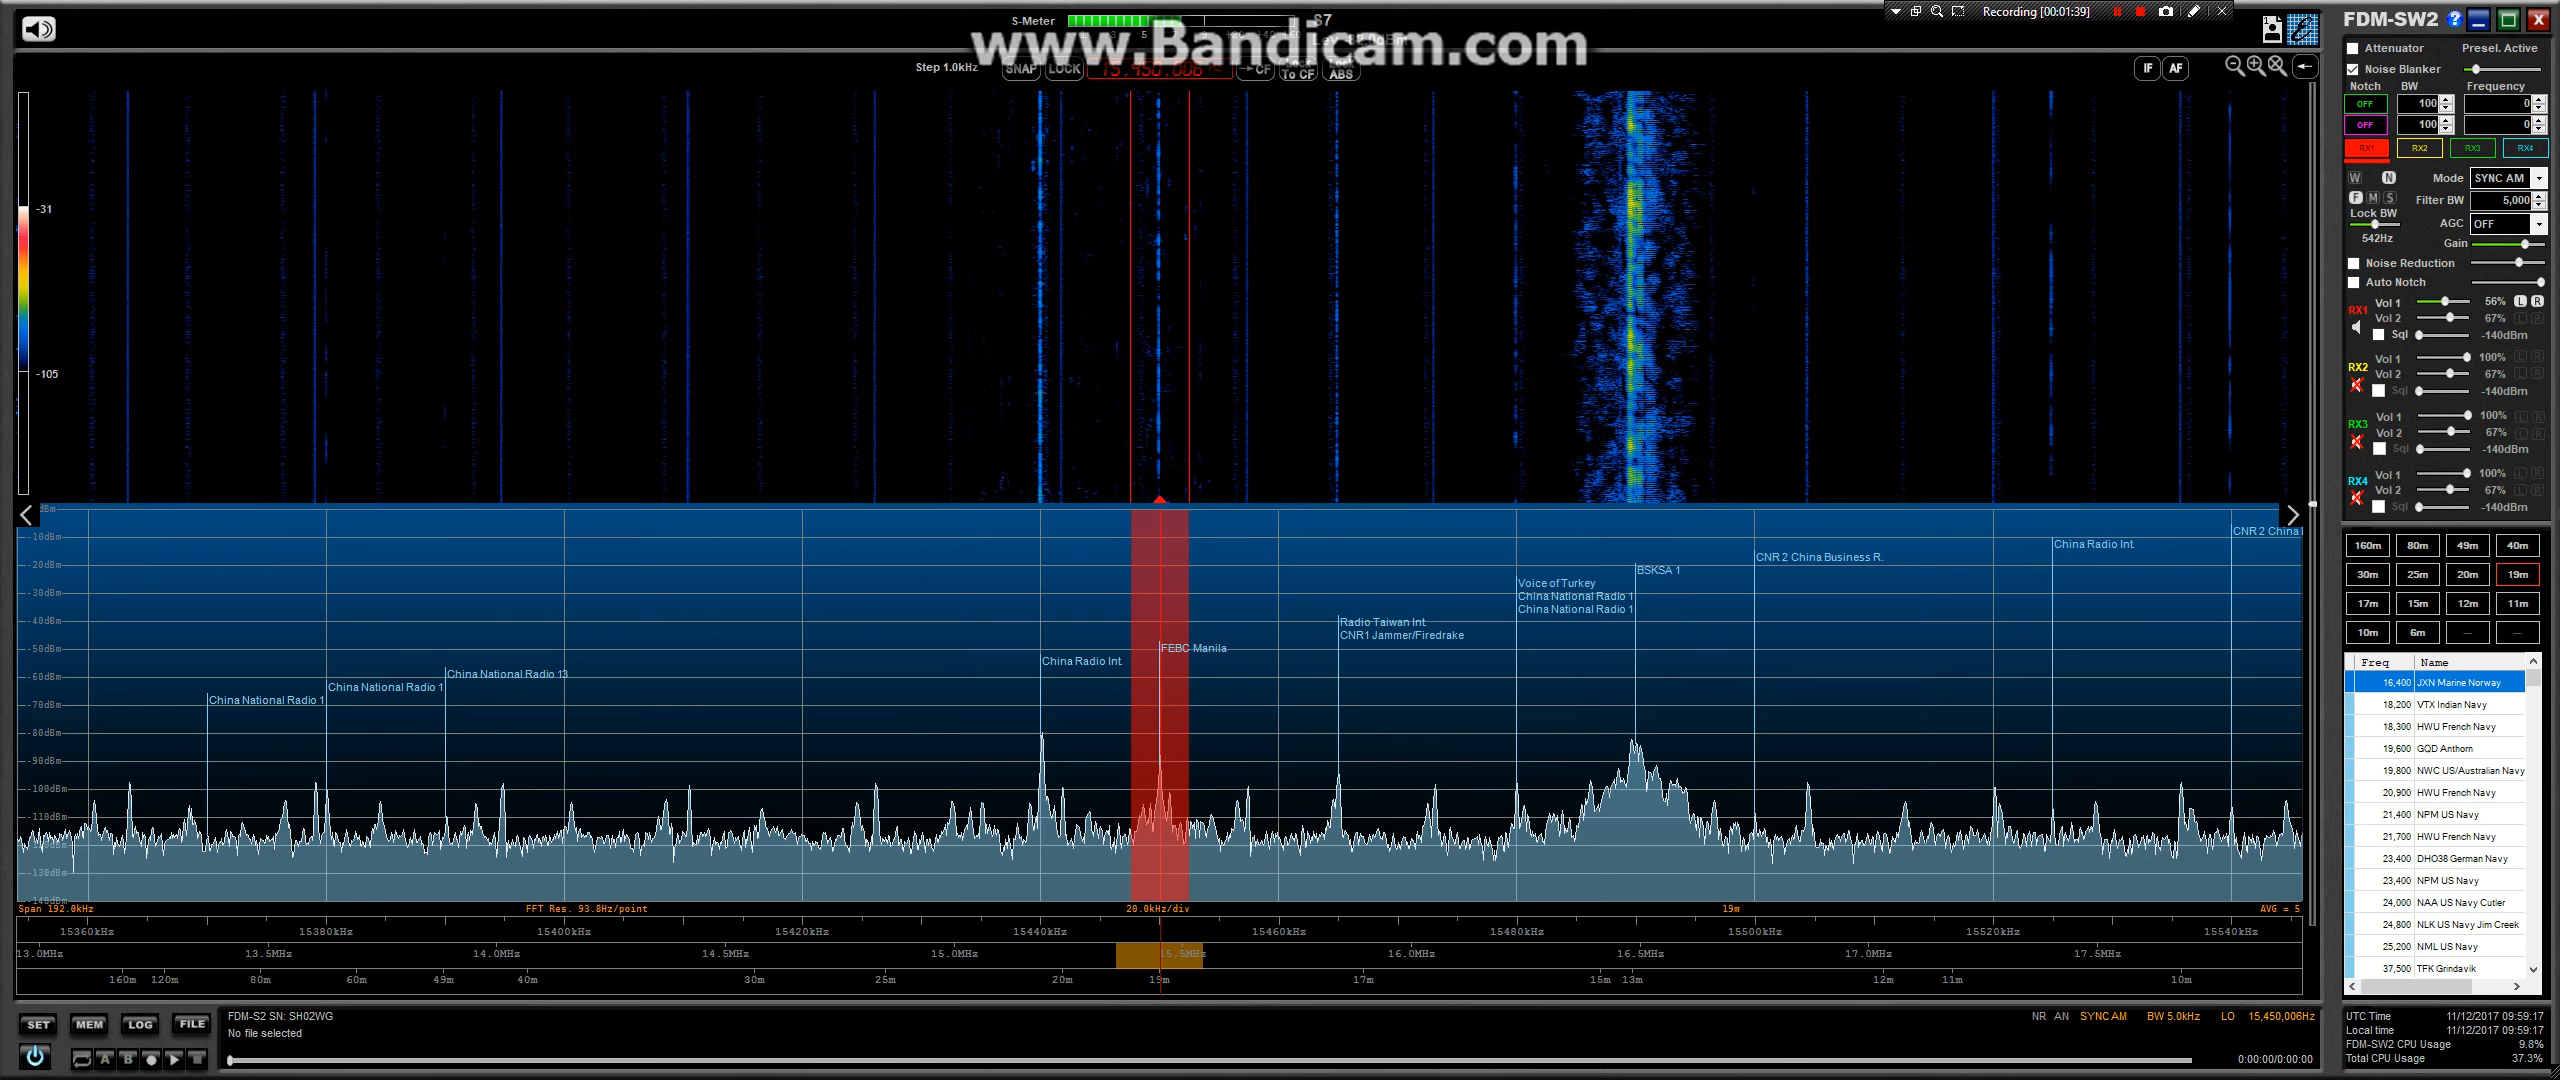 S-Meter
S7
Recording [00:01:39]
FDM-SW2
www.Bandicam.com
Step 1.0kHz
SNAP
LOCK
15.450.006
→CF
Lock To CF
Lock ABS
IF
AF
-31
-105
Attenuator
Presel. Active
Noise Blanker
Notch
BW
Frequency
OFF
100
0
OFF
100
0
RX1
RX2
RX3
RX4
W
N
Mode
SYNC AM
F
M
S
Filter BW
5,000
Lock BW
AGC
OFF
542Hz
Gain
Noise Reduction
Auto Notch
RX1
Vol 1
56%
L
R
Vol 2
67%
L
R
Sql
-140dBm
RX2
Vol 1
100%
L
R
Vol 2
67%
L
R
Sql
-140dBm
RX3
Vol 1
100%
L
R
Vol 2
67%
L
R
Sql
-140dBm
RX4
Vol 1
100%
L
R
Vol 2
67%
L
R
Sql
-140dBm
-10dBm
-20dBm
-30dBm
-40dBm
-50dBm
-60dBm
-70dBm
-80dBm
-90dBm
-100dBm
-110dBm
-120dBm
-130dBm
-140dBm
China National Radio 1
China National Radio 1
China National Radio 13
China Radio Int.
FEBC Manila
Radio Taiwan Int.
CNR1 Jammer/Firedrake
Voice of Turkey
China National Radio 1
China National Radio 1
BSKSA 1
CNR 2 China Business R.
China Radio Int.
CNR 2 China
Span 192.0kHz
FFT Res. 93.8Hz/point
20.0kHz/div
19m
AVG = 5
15360kHz
15380kHz
15400kHz
15420kHz
15440kHz
15460kHz
15480kHz
15500kHz
15520kHz
15540kHz
13.0MHz
13.5MHz
14.0MHz
14.5MHz
15.0MHz
15.5MHz
16.0MHz
16.5MHz
17.0MHz
17.5MHz
160m
120m
80m
60m
49m
40m
30m
25m
20m
19m
17m
15m
13m
12m
11m
10m
160m
80m
49m
40m
30m
25m
20m
19m
17m
15m
12m
11m
10m
6m
Freq
Name
16,400 JXN Marine Norway
18,200 VTX Indian Navy
18,300 HWU French Navy
19,600 GQD Anthorn
19,800 NWC US/Australian Navy
20,900 HWU French Navy
21,400 NPM US Navy
21,700 HWU French Navy
23,400 DHO38 German Navy
23,400 NPM US Navy
24,000 NAA US Navy Cutler
24,800 NLK US Navy Jim Creek
25,200 NML US Navy
37,500 TFK Grindavik
SET
MEM
LOG
FILE
A
B
FDM-S2 SN: SH02WG
No file selected
NR
AN
SYNC AM
BW 5.0kHz
LO
15,450,006Hz
0:00:00/0:00:00
UTC Time 11/12/2017 09:59:17
Local time 11/12/2017 09:59:17
FDM-SW2 CPU Usage 9.8%
Total CPU Usage 37.3%